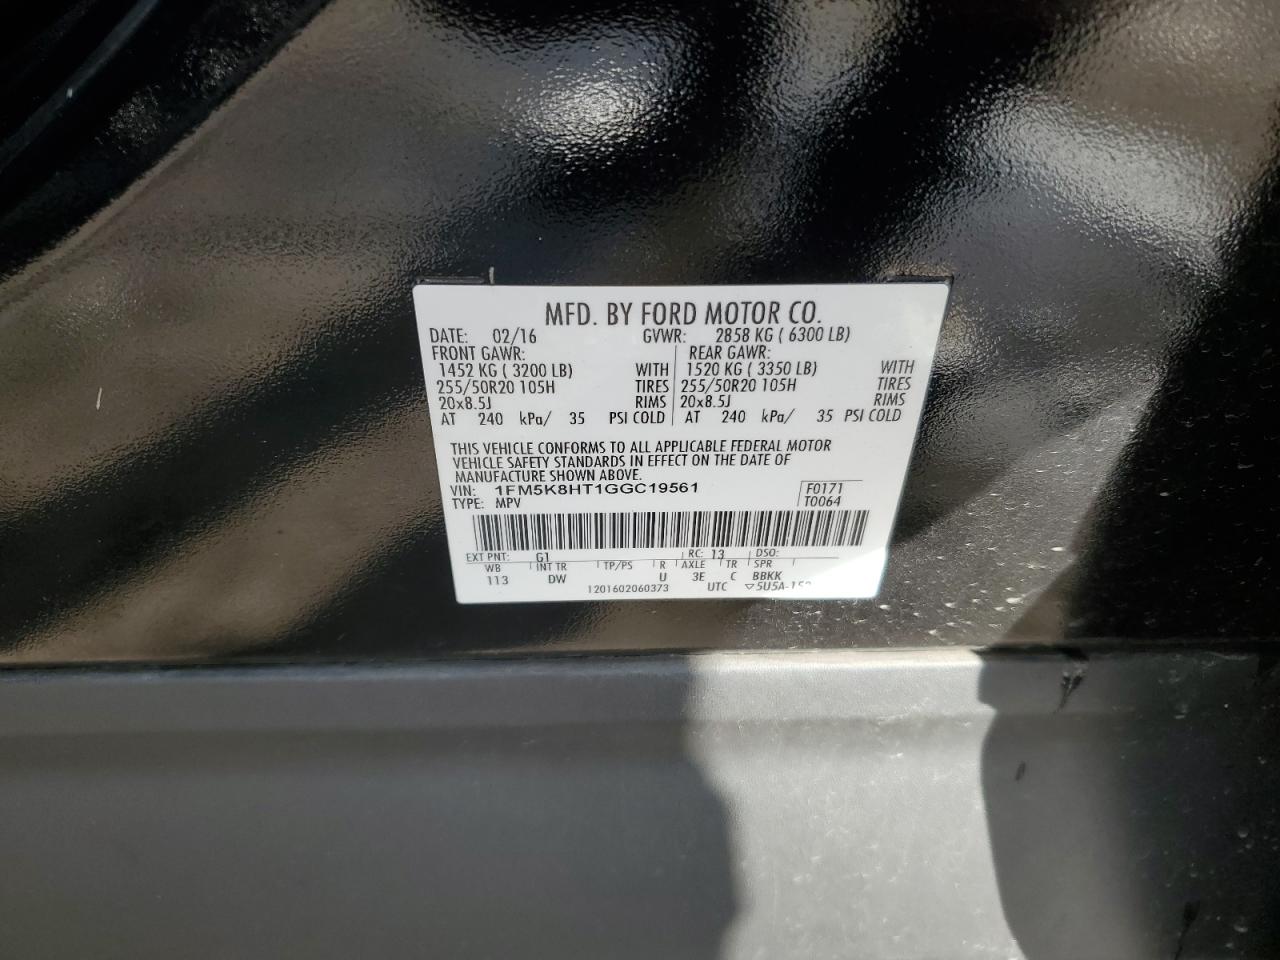 MFD. BY FORD MOTOR CO.
DATE: 02/16 GVWR: 2858 KG ( 6300 LB)
FRONT GAWR: REAR GAWR:
1452 KG ( 3200 LB) WITH 1520 KG ( 3350 LB) WITH
255/50R20 105H TIRES 255/50R20 105H TIRES
20x8.5J RIMS 20x8.5J RIMS
AT 240 kPa/ 35 PSI COLD AT 240 kPa/ 35 PSI COLD
THIS VEHICLE CONFORMS TO ALL APPLICABLE FEDERAL MOTOR
VEHICLE SAFETY STANDARDS IN EFFECT ON THE DATE OF
MANUFACTURE SHOWN ABOVE.
VIN: 1FM5K8HT1GGC19561 F0171
TYPE: MPV T0064
EXT PNT: G1 RC: 13 DSO:
WB INT TR TP/PS R AXLE TR SPR
113 DW U 3E C BBKK
1201602060373 UTC ▽5U5A-